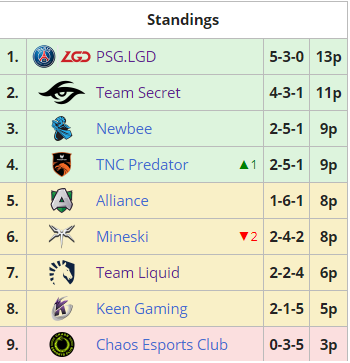 Standings
1. LGD PSG.LGD 5-3-0 13p
2. Team Secret 4-3-1 11p
3. Newbee 2-5-1 9p
4. TNC Predator ▲1 2-5-1 9p
5. Alliance 1-6-1 8p
6. Mineski ▼2 2-4-2 8p
7. Team Liquid 2-2-4 6p
8. Keen Gaming 2-1-5 5p
9. Chaos Esports Club 0-3-5 3p